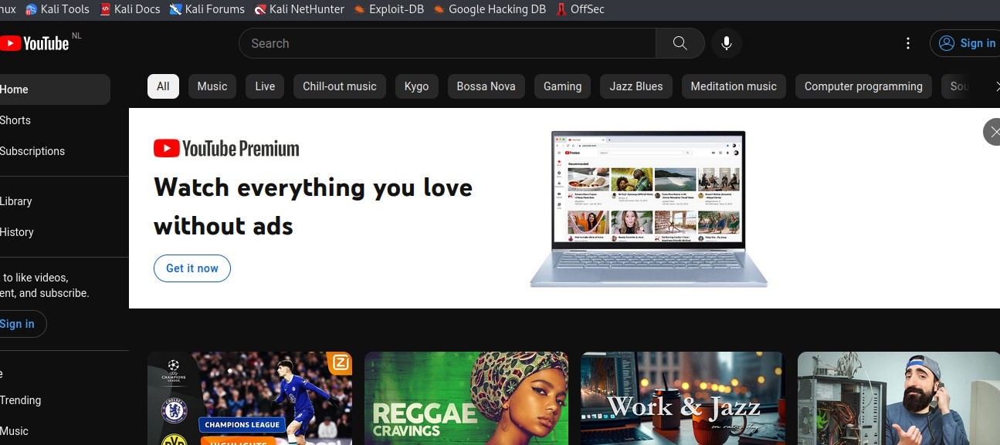 nux Kali Tools Kali Docs Kali Forums Kali NetHunter Exploit-DB Google Hacking DB OffSec
YouTube NL
Search
Sign in
Home
Shorts
Subscriptions
Library
History
to like videos,
ent, and subscribe.
Sign in
e
Trending
Music
All Music Live Chill-out music Kygo Bossa Nova Gaming Jazz Blues Meditation music Computer programming Sou
YouTube Premium
Watch everything you love
without ads
Get it now
Recommended
CHAMPIONS
LEAGUE
CHAMPIONS LEAGUE
HIGHLIGHTS
REGGAE
CRAVINGS
Work & Jazz
on rainy day